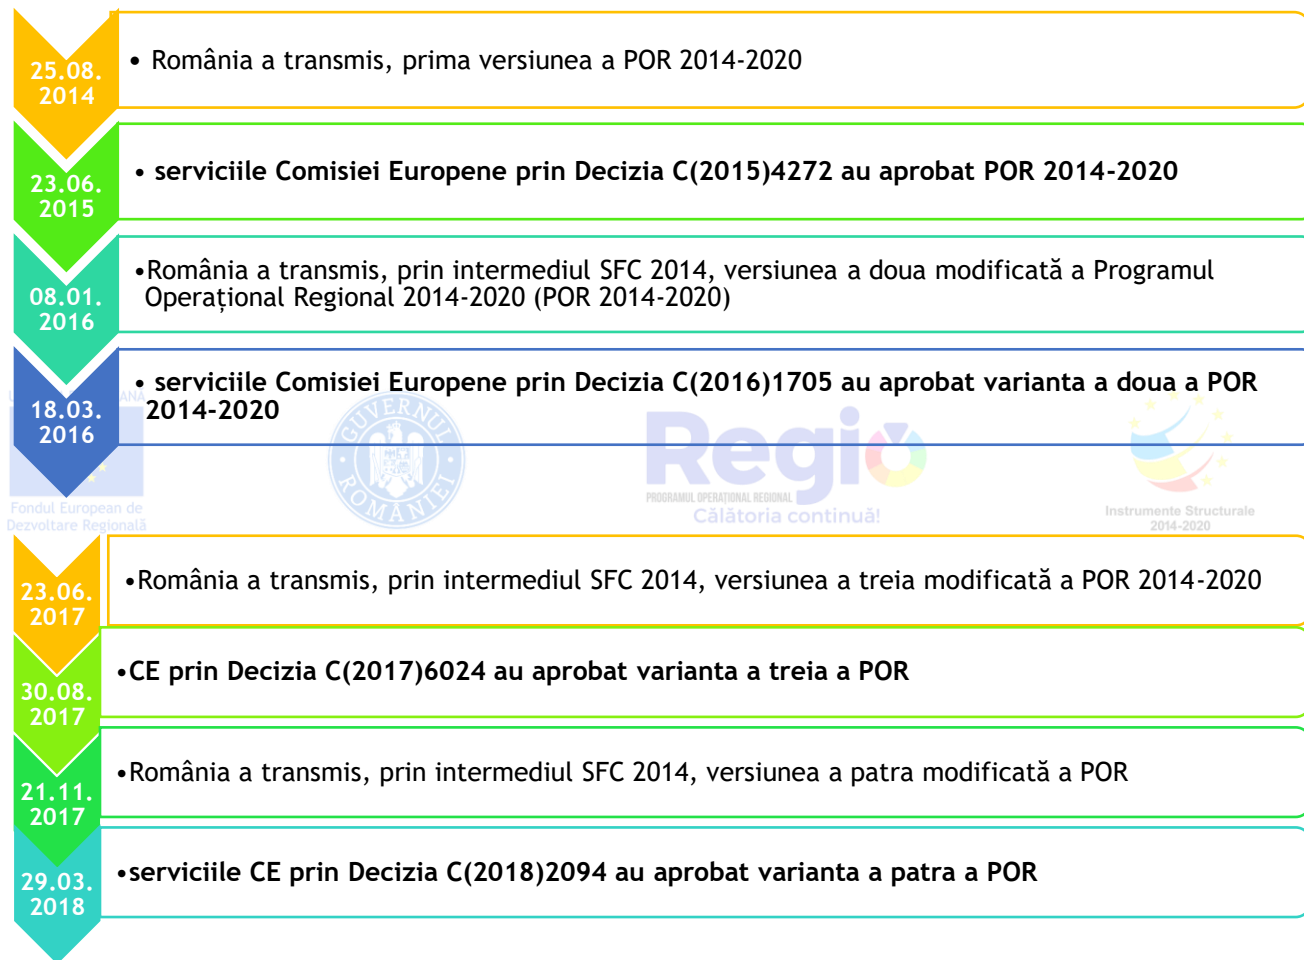 25.08.
2014
• România a transmis, prima versiunea a POR 2014-2020
23.06.
2015
• serviciile Comisiei Europene prin Decizia C(2015)4272 au aprobat POR 2014-2020
08.01.
2016
•România a transmis, prin intermediul SFC 2014, versiunea a doua modificată a Programul
Operațional Regional 2014-2020 (POR 2014-2020)
18.03.
2016
• serviciile Comisiei Europene prin Decizia C(2016)1705 au aprobat varianta a doua a POR
2014-2020
Fondul European de
Dezvoltare Regională
GUVERNUL
ROMÂNIEI
Regio
PROGRAMUL OPERAȚIONAL REGIONAL
Călătoria continuă!
Instrumente Structurale
2014-2020
23.06.
2017
•România a transmis, prin intermediul SFC 2014, versiunea a treia modificată a POR 2014-2020
30.08.
2017
•CE prin Decizia C(2017)6024 au aprobat varianta a treia a POR
21.11.
2017
•România a transmis, prin intermediul SFC 2014, versiunea a patra modificată a POR
29.03.
2018
•serviciile CE prin Decizia C(2018)2094 au aprobat varianta a patra a POR